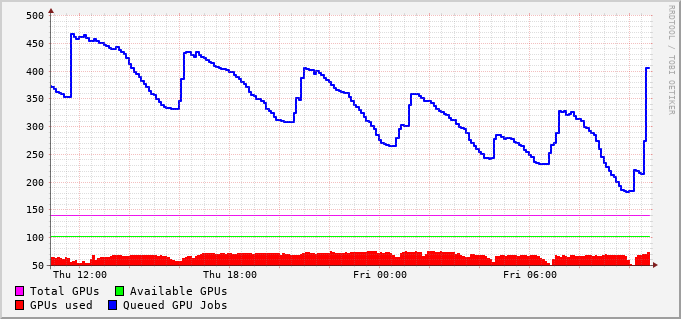 500
450
400
350
300
250
200
150
100
50
Thu 12:00 Thu 18:00 Fri 00:00 Fri 06:00
Total GPUs Available GPUs
GPUs used Queued GPU Jobs
RRDTOOL / TOBI OETIKER